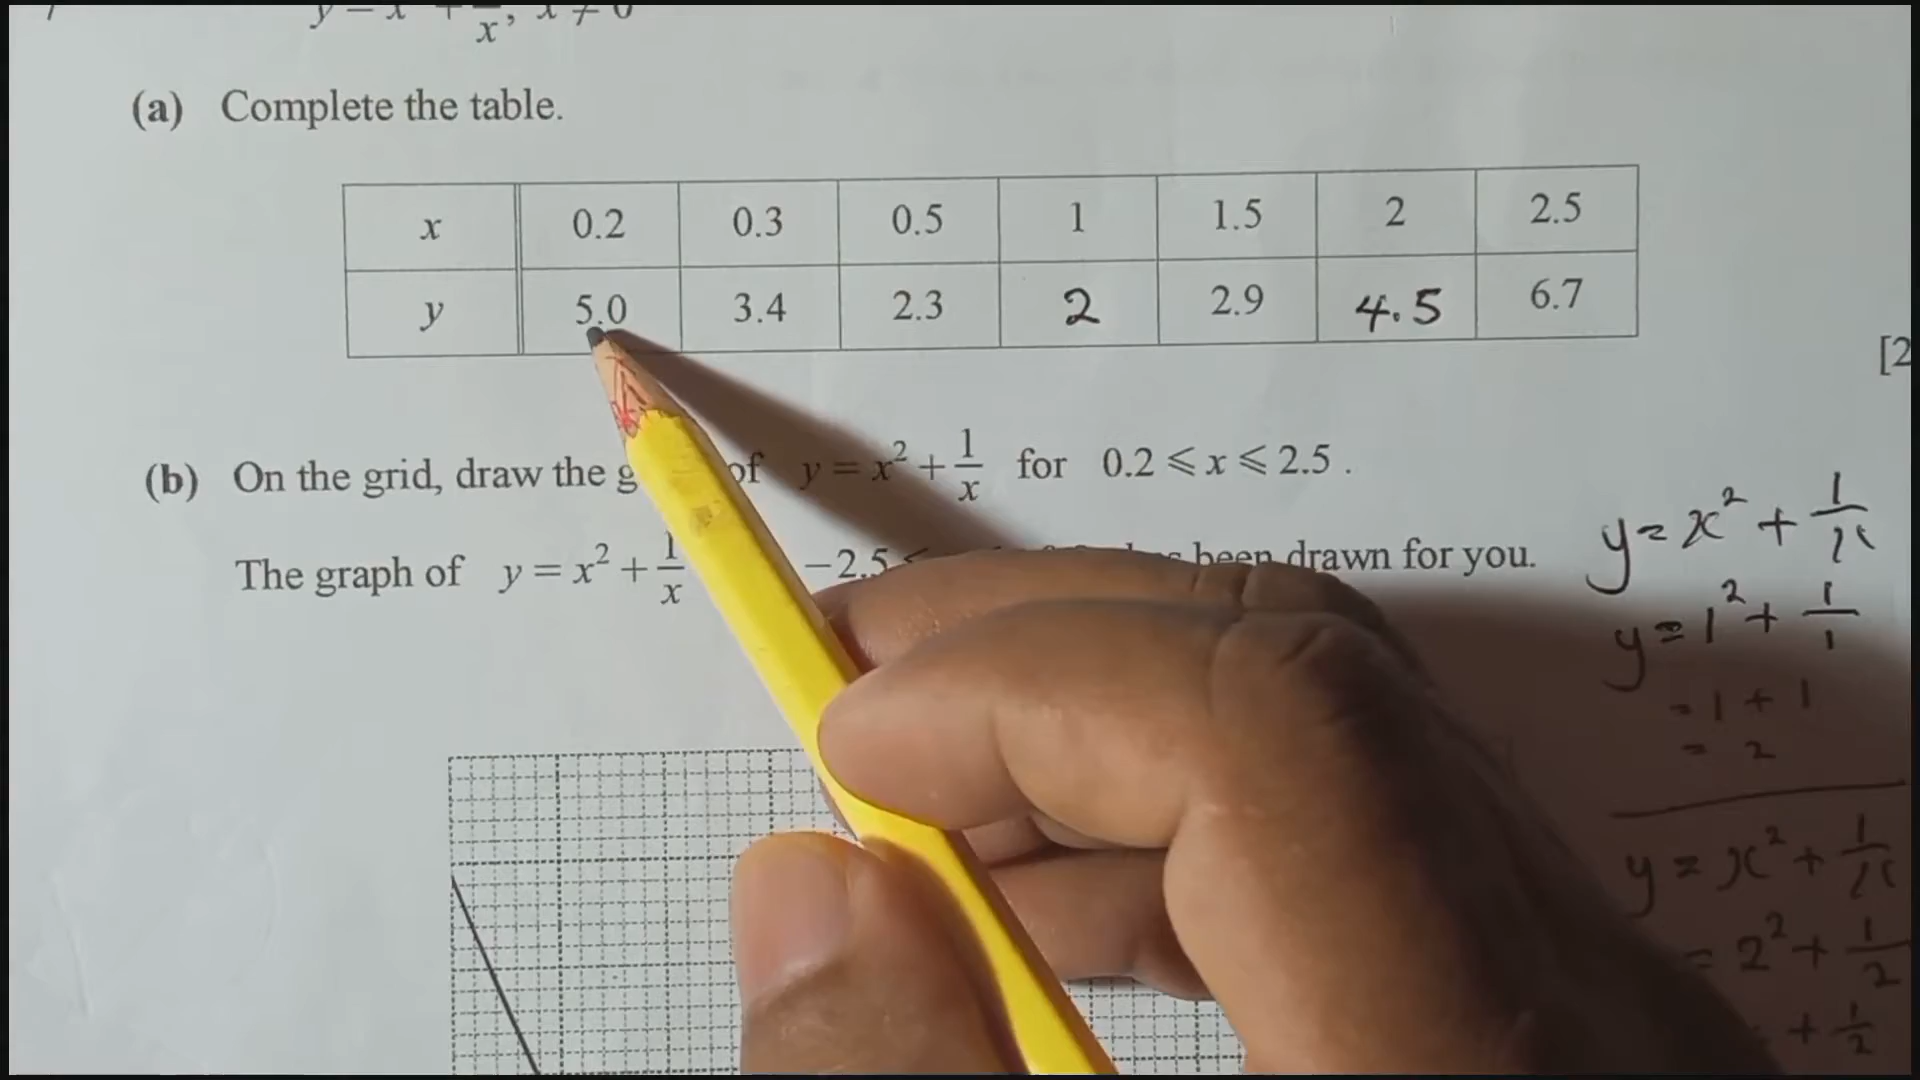 y = x + x, x ≠ 0
(a) Complete the table.
x 0.2 0.3 0.5 1 1.5 2 2.5
y 5.0 3.4 2.3 2 2.9 4.5 6.7
[2
(b) On the grid, draw the g of y = x² + 1/x for 0.2 ⩽ x ⩽ 2.5 .
The graph of y = x² + 1/x −2.5 ⩽ been drawn for you.
y = x² + 1/x
y = 1² + 1/1
= 1 + 1
= 2
y = x² + 1/x
= 2² + 1/2
+ 1/2